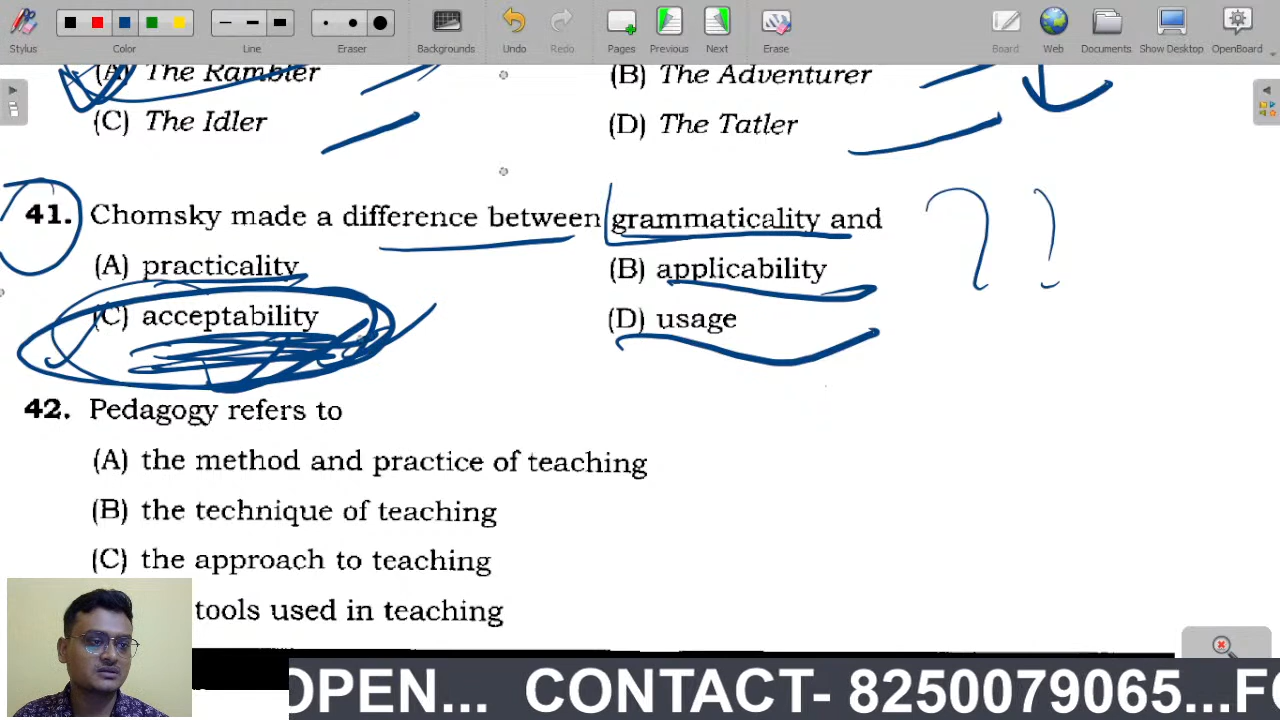 Stylus Color Line Eraser Backgrounds Undo Redo Pages Previous Next Erase Board Web Documents Show Desktop OpenBoard
(A) The Rambler (B) The Adventurer
(C) The Idler (D) The Tatler
41. Chomsky made a difference between grammaticality and
(A) practicality (B) applicability
(C) acceptability (D) usage
42. Pedagogy refers to
(A) the method and practice of teaching
(B) the technique of teaching
(C) the approach to teaching
tools used in teaching
OPEN... CONTACT- 8250079065...FO